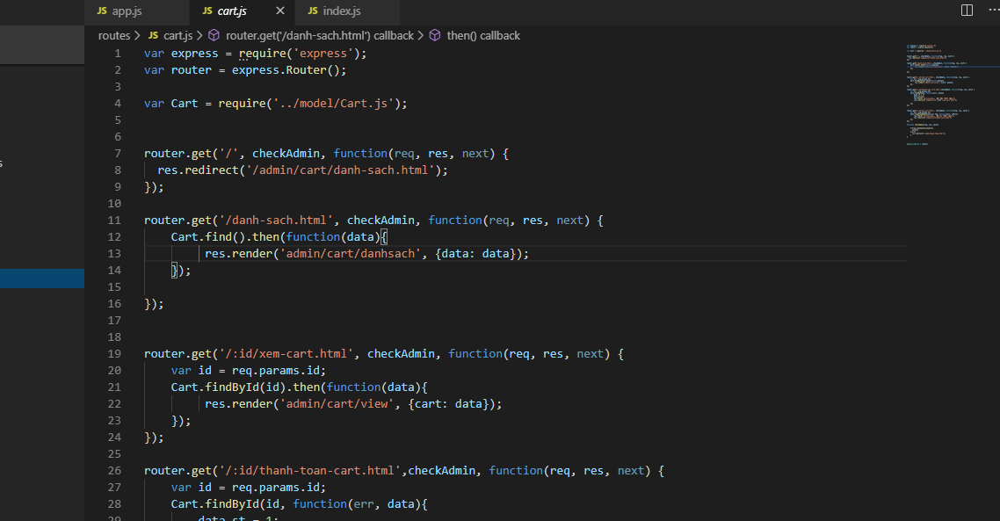 JS app.js JS cart.js × JS index.js
routes > JS cart.js > router.get('/danh-sach.html') callback > then() callback
1 var express = require('express');
2 var router = express.Router();
3
4 var Cart = require('../model/Cart.js');
5
6
7 router.get('/', checkAdmin, function(req, res, next) {
8 res.redirect('/admin/cart/danh-sach.html');
9 });
10
11 router.get('/danh-sach.html', checkAdmin, function(req, res, next) {
12 Cart.find().then(function(data){
13 res.render('admin/cart/danhsach', {data: data});
14 });
15
16 });
17
18
19 router.get('/:id/xem-cart.html', checkAdmin, function(req, res, next) {
20 var id = req.params.id;
21 Cart.findById(id).then(function(data){
22 res.render('admin/cart/view', {cart: data});
23 });
24 });
25
26 router.get('/:id/thanh-toan-cart.html',checkAdmin, function(req, res, next) {
27 var id = req.params.id;
28 Cart.findById(id, function(err, data){
29 data.st = 1;